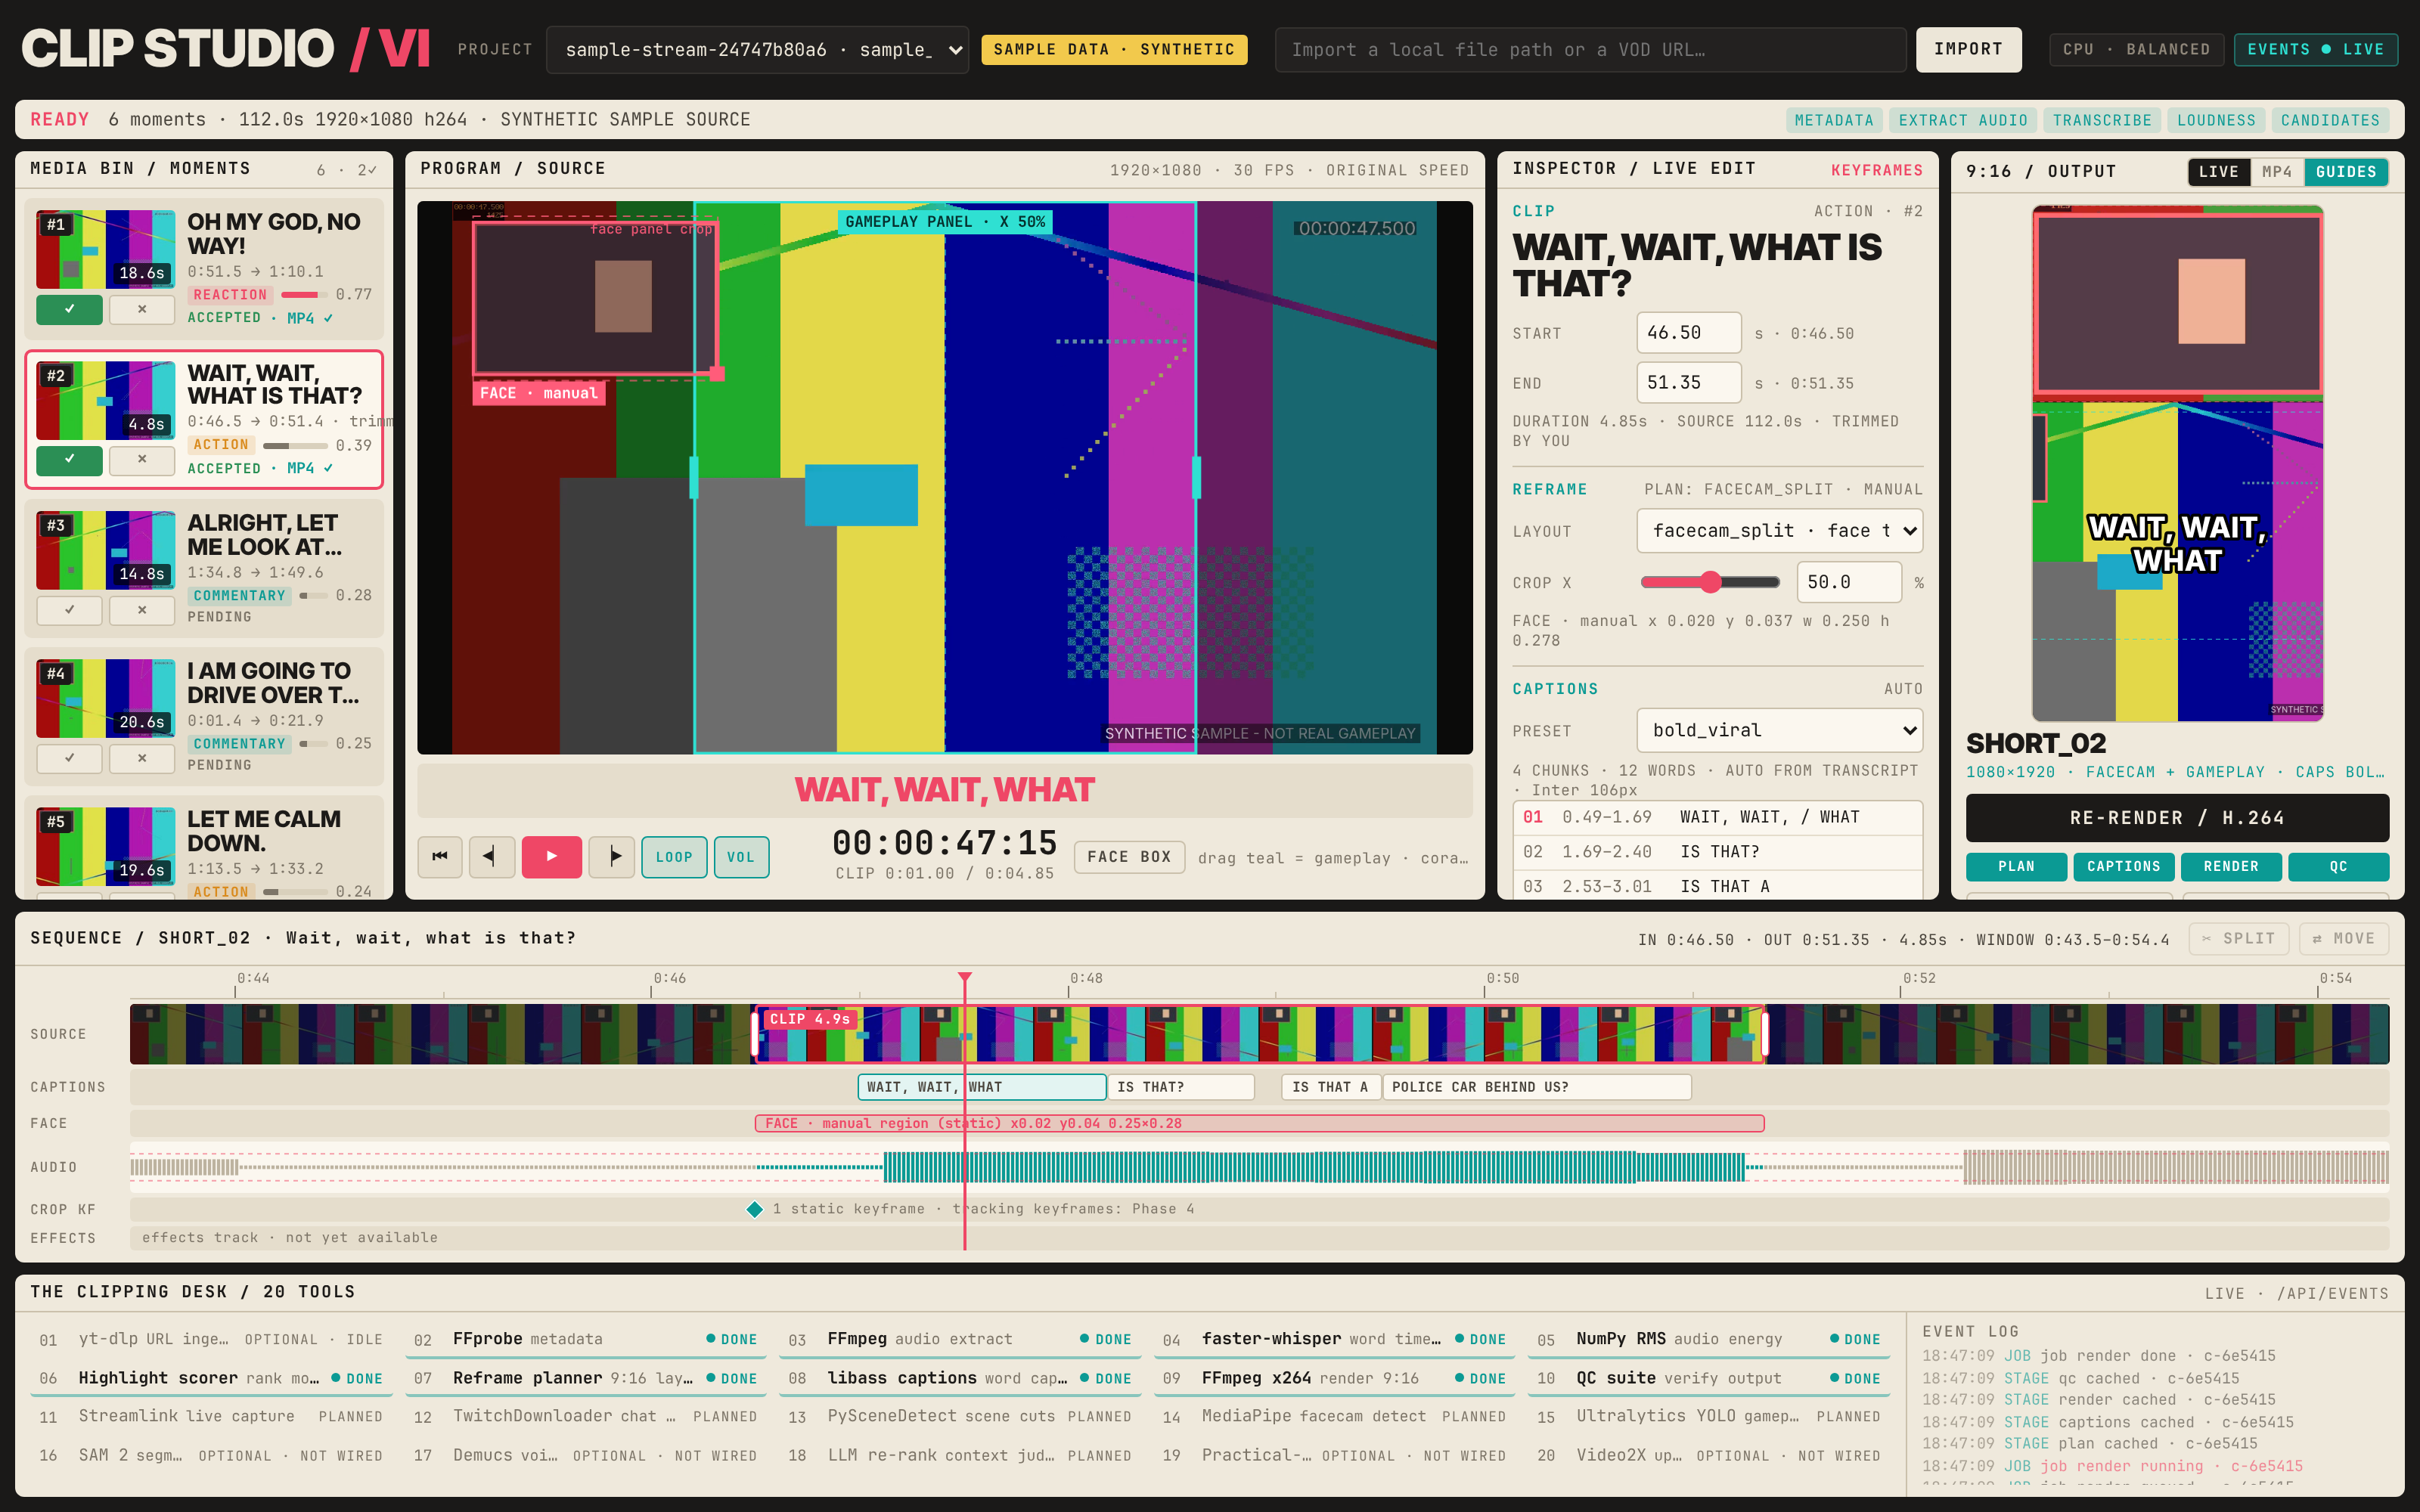 CLIP STUDIO / VI
PROJECT
sample-stream-24747b80a6 · sample_
SAMPLE DATA · SYNTHETIC
Import a local file path or a VOD URL…
IMPORT
CPU · BALANCED
EVENTS ● LIVE
READY 6 moments · 112.0s 1920×1080 h264 · SYNTHETIC SAMPLE SOURCE
METADATA
EXTRACT AUDIO
TRANSCRIBE
LOUDNESS
CANDIDATES
MEDIA BIN / MOMENTS
6 · 2✓
#1
18.6s
✓ ×
OH MY GOD, NO
WAY!
0:51.5 → 1:10.1
REACTION 0.77
ACCEPTED · MP4 ✓
#2
4.8s
✓ ×
WAIT, WAIT,
WHAT IS THAT?
0:46.5 → 0:51.4 · trimm
ACTION 0.39
ACCEPTED · MP4 ✓
#3
14.8s
✓ ×
ALRIGHT, LET
ME LOOK AT…
1:34.8 → 1:49.6
COMMENTARY 0.28
PENDING
#4
20.6s
✓ ×
I AM GOING TO
DRIVE OVER T…
0:01.4 → 0:21.9
COMMENTARY 0.25
PENDING
#5
19.6s
LET ME CALM
DOWN.
1:13.5 → 1:33.2
ACTION 0.24
PROGRAM / SOURCE
1920×1080 · 30 FPS · ORIGINAL SPEED
00:00:47.500
face panel crop
GAMEPLAY PANEL · X 50%
00:00:47.500
FACE · manual
SYNTHETIC SAMPLE - NOT REAL GAMEPLAY
WAIT, WAIT, WHAT
LOOP
VOL
00:00:47:15
CLIP 0:01.00 / 0:04.85
FACE BOX
drag teal = gameplay · cora…
INSPECTOR / LIVE EDIT
KEYFRAMES
CLIP
ACTION · #2
WAIT, WAIT, WHAT IS
THAT?
START 46.50 s · 0:46.50
END 51.35 s · 0:51.35
DURATION 4.85s · SOURCE 112.0s · TRIMMED
BY YOU
REFRAME
PLAN: FACECAM_SPLIT · MANUAL
LAYOUT facecam_split · face t
CROP X 50.0 %
FACE · manual x 0.020 y 0.037 w 0.250 h
0.278
CAPTIONS
AUTO
PRESET bold_viral
4 CHUNKS · 12 WORDS · AUTO FROM TRANSCRIPT
· Inter 106px
01 0.49–1.69 WAIT, WAIT, / WHAT
02 1.69–2.40 IS THAT?
03 2.53–3.01 IS THAT A
9:16 / OUTPUT
LIVE
MP4
GUIDES
WAIT, WAIT,
WHAT
SYNTHETIC S
SHORT_02
1080×1920 · FACECAM + GAMEPLAY · CAPS BOL…
RE-RENDER / H.264
PLAN
CAPTIONS
RENDER
QC
SEQUENCE / SHORT_02 · Wait, wait, what is that?
IN 0:46.50 · OUT 0:51.35 · 4.85s · WINDOW 0:43.5–0:54.4
✂ SPLIT
⇄ MOVE
0:44 0:46 0:48 0:50 0:52 0:54
SOURCE
CLIP 4.9s
CAPTIONS
WAIT, WAIT, WHAT
IS THAT?
IS THAT A
POLICE CAR BEHIND US?
FACE
FACE · manual region (static) x0.02 y0.04 0.25×0.28
AUDIO
CROP KF
1 static keyframe · tracking keyframes: Phase 4
EFFECTS
effects track · not yet available
THE CLIPPING DESK / 20 TOOLS
LIVE · /API/EVENTS
01 yt-dlp URL inge… OPTIONAL · IDLE
02 FFprobe metadata ● DONE
03 FFmpeg audio extract ● DONE
04 faster-whisper word time… ● DONE
05 NumPy RMS audio energy ● DONE
06 Highlight scorer rank mo… ● DONE
07 Reframe planner 9:16 lay… ● DONE
08 libass captions word cap… ● DONE
09 FFmpeg x264 render 9:16 ● DONE
10 QC suite verify output ● DONE
11 Streamlink live capture PLANNED
12 TwitchDownloader chat … PLANNED
13 PySceneDetect scene cuts PLANNED
14 MediaPipe facecam detect PLANNED
15 Ultralytics YOLO gamep… PLANNED
16 SAM 2 segm… OPTIONAL · NOT WIRED
17 Demucs voi… OPTIONAL · NOT WIRED
18 LLM re-rank context jud… PLANNED
19 Practical-… OPTIONAL · NOT WIRED
20 Video2X up… OPTIONAL · NOT WIRED
EVENT LOG
18:47:09 JOB job render done · c-6e5415
18:47:09 STAGE qc cached · c-6e5415
18:47:09 STAGE render cached · c-6e5415
18:47:09 STAGE captions cached · c-6e5415
18:47:09 STAGE plan cached · c-6e5415
18:47:09 JOB job render running · c-6e5415